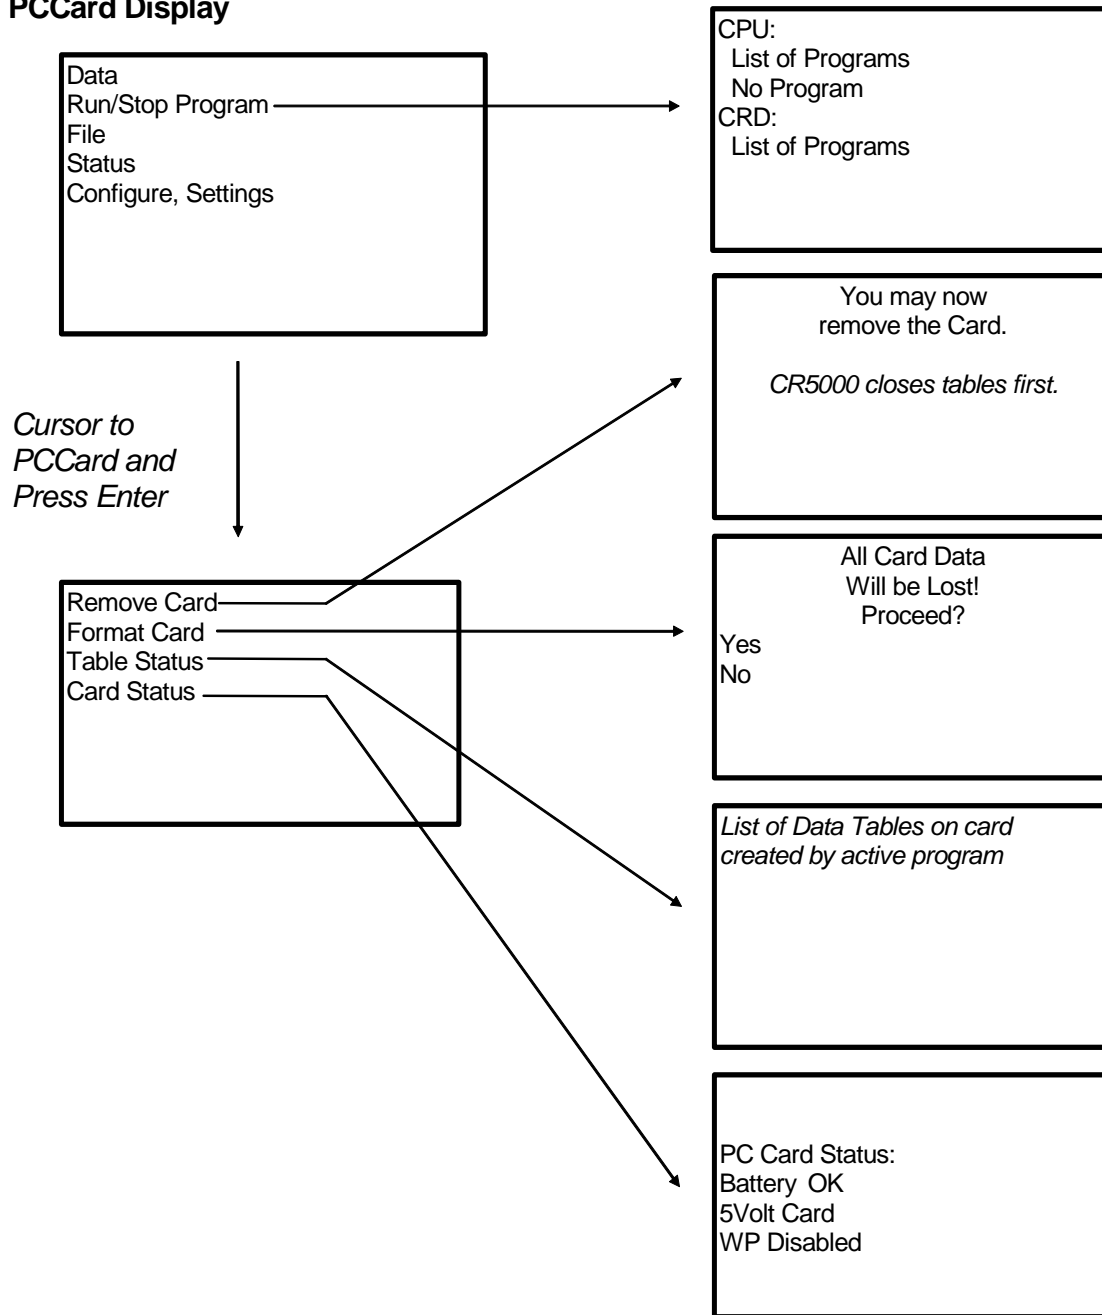 PCCard Display
Data
Run/Stop Program
File
Status
Configure, Settings
CPU:
List of Programs
No Program
CRD:
List of Programs
You may now
remove the Card.
CR5000 closes tables first.
Cursor to
PCCard and
Press Enter
Remove Card
Format Card
Table Status
Card Status
All Card Data
Will be Lost!
Proceed?
Yes
No
List of Data Tables on card
created by active program
PC Card Status:
Battery OK
5Volt Card
WP Disabled